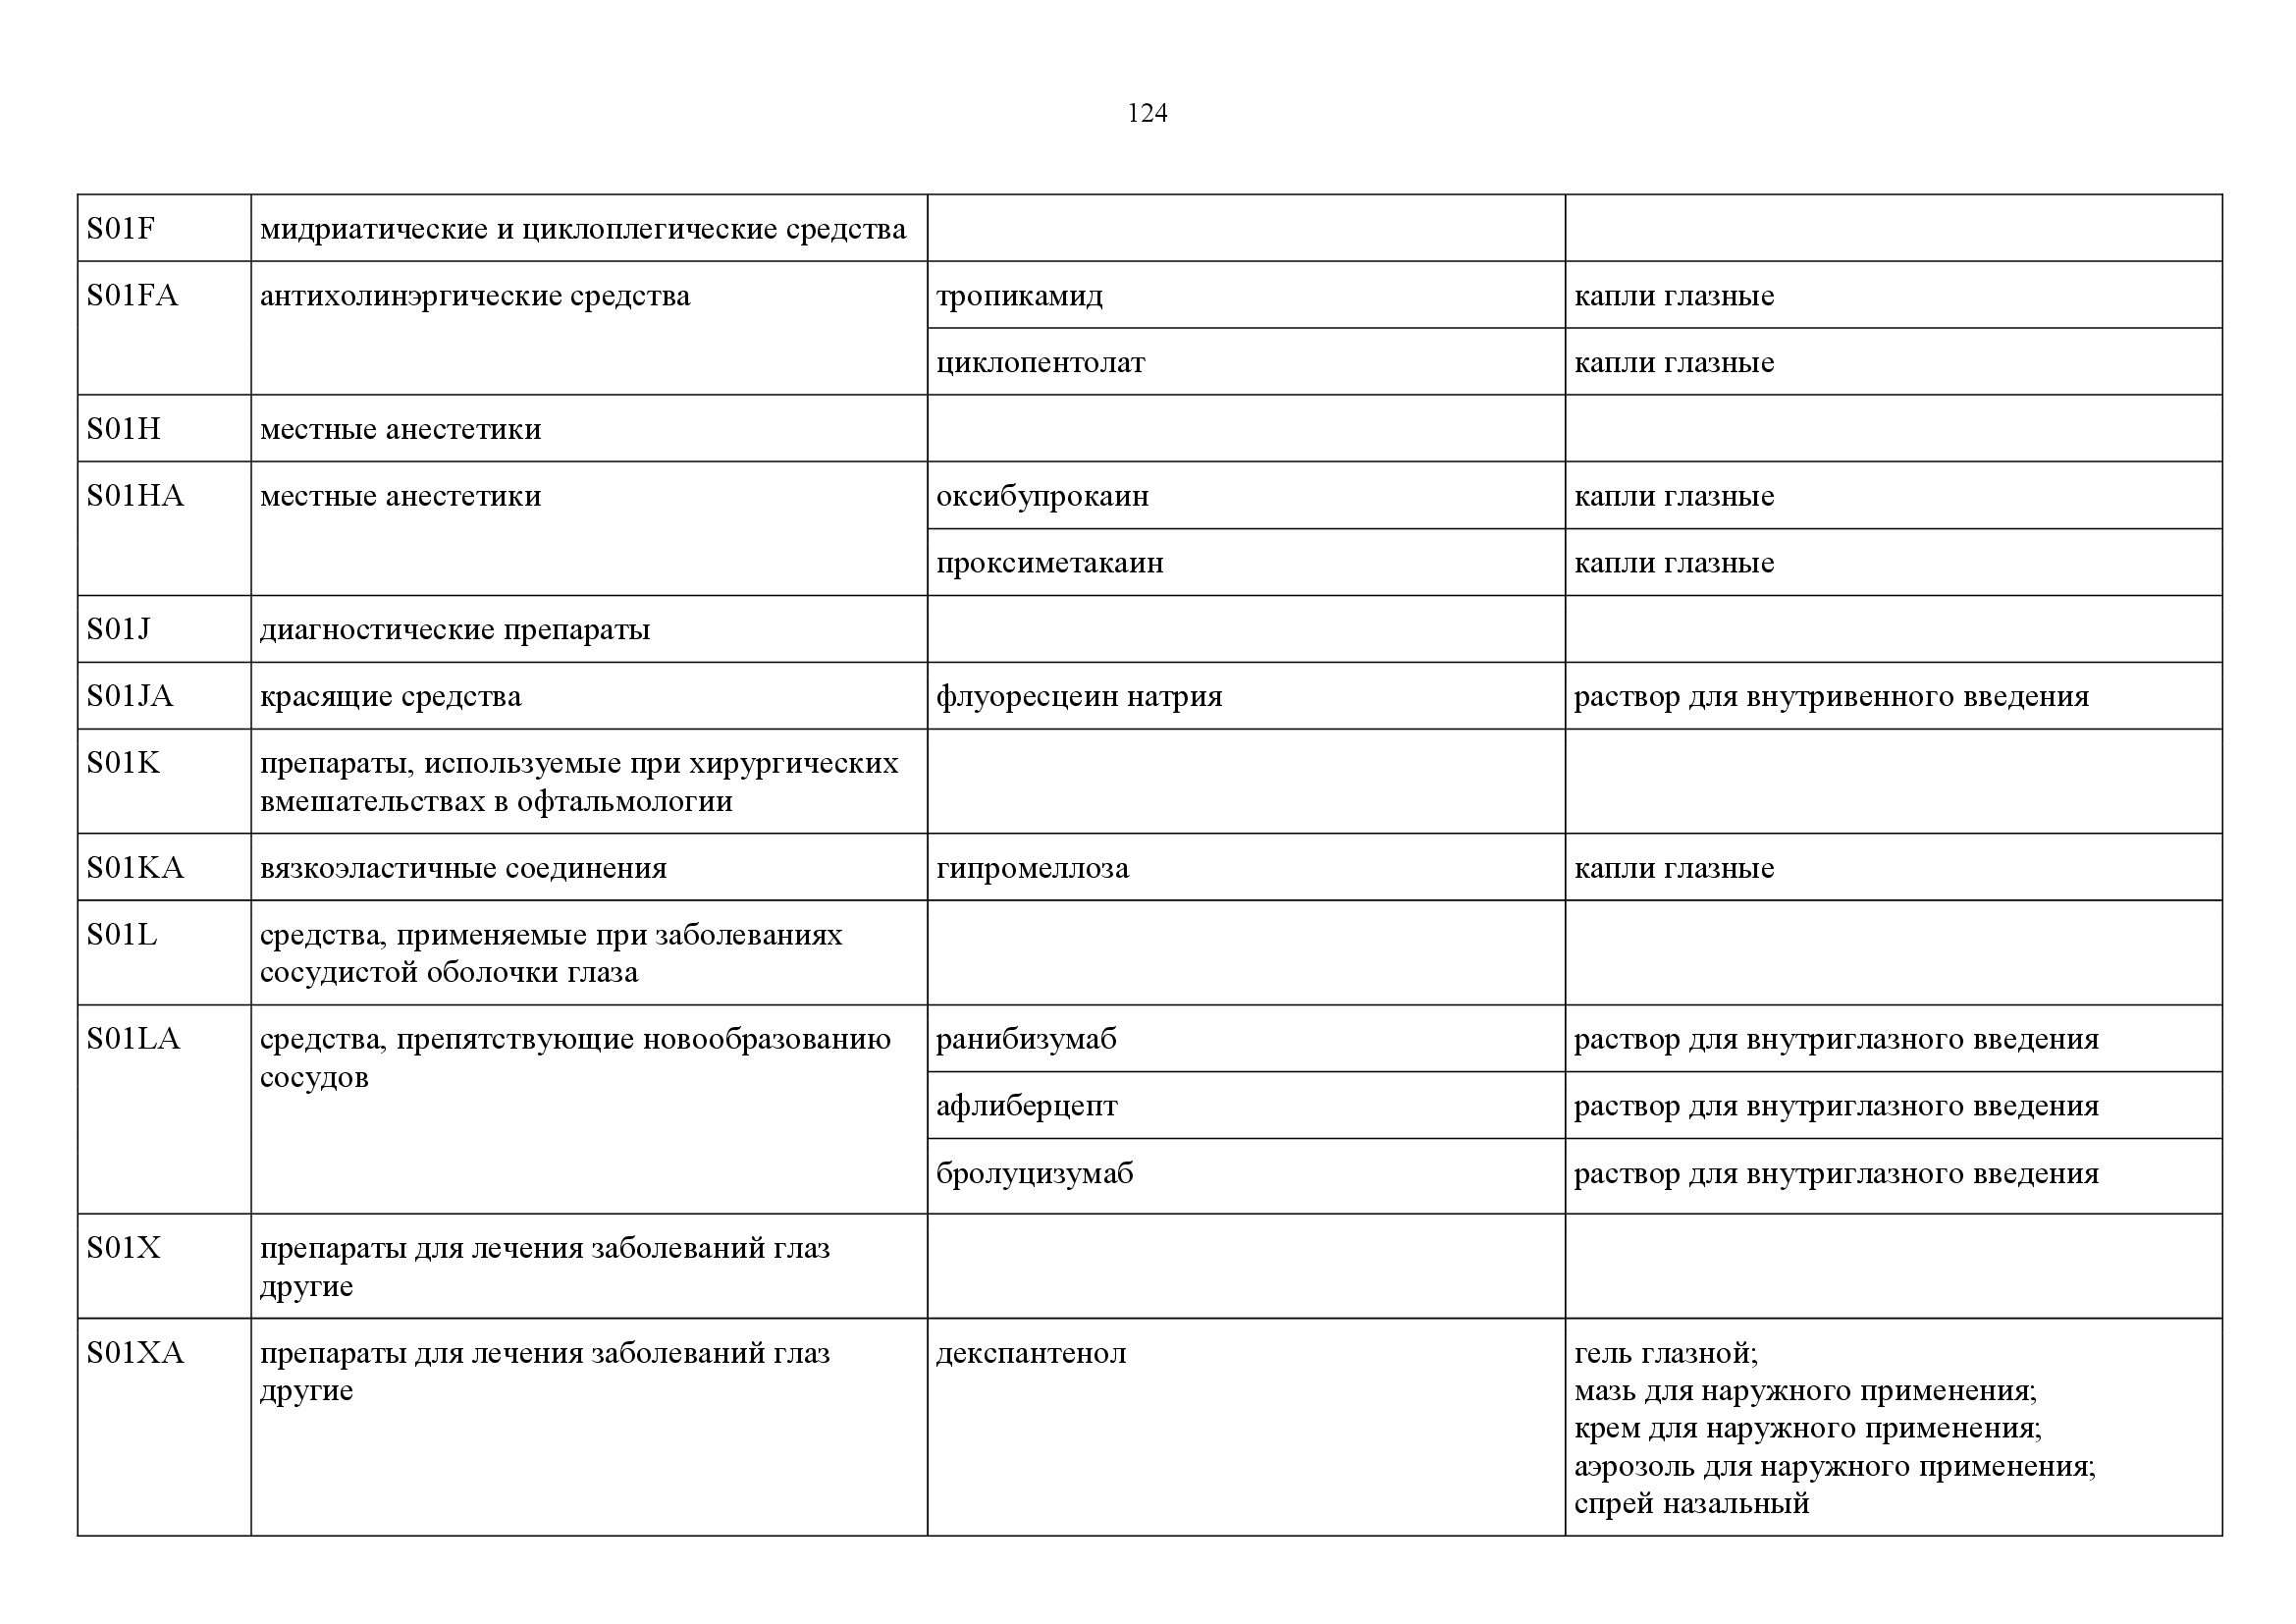 124
S01F мидриатические и циклоплегические средства
S01FA антихолинэргические средства тропикамид капли глазные
циклопентолат капли глазные
S01H местные анестетики
S01HA местные анестетики оксибупрокаин капли глазные
проксиметакаин капли глазные
S01J диагностические препараты
S01JA красящие средства флуоресцеин натрия раствор для внутривенного введения
S01K препараты, используемые при хирургических
вмешательствах в офтальмологии
S01KA вязкоэластичные соединения гипромеллоза капли глазные
S01L средства, применяемые при заболеваниях
сосудистой оболочки глаза
S01LA средства, препятствующие новообразованию ранибизумаб раствор для внутриглазного введения
сосудов
афлиберцепт раствор для внутриглазного введения
бролуцизумаб раствор для внутриглазного введения
S01X препараты для лечения заболеваний глаз
другие
S01XA препараты для лечения заболеваний глаз декспантенол гель глазной;
другие мазь для наружного применения;
крем для наружного применения;
аэрозоль для наружного применения;
спрей назальный